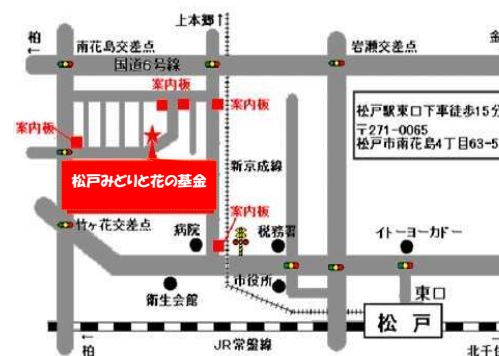 上本郷↑
柏
←
南花島交差点
岩瀬交差点
金
国道6号線
案内板
案内板
案内板
松戸駅東口下車徒歩15分
〒271-0065
松戸市南花島4丁目63-5
新京成線
松戸みどりと花の基金
案内板
竹ヶ花交差点
病院
税務署
イトーヨーカドー
衛生会館
市役所
東口
松戸
←
柏
JR常磐線
北千住